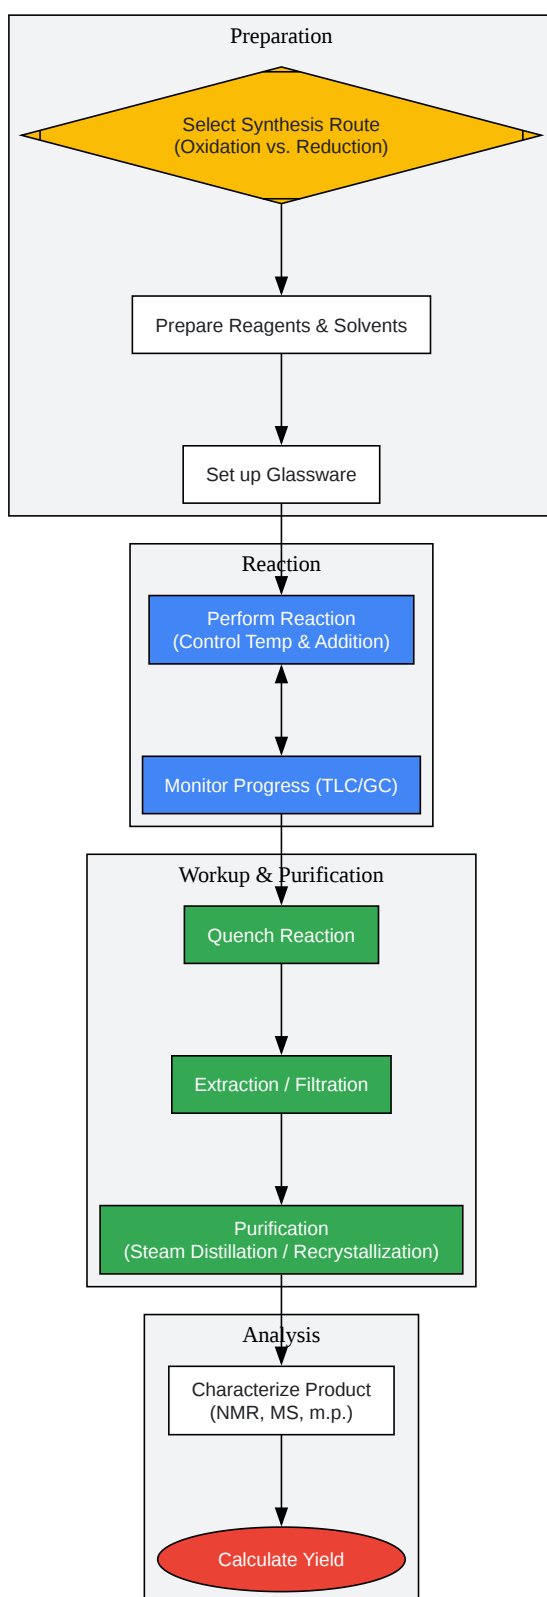 Preparation
Select Synthesis Route
(Oxidation vs. Reduction)
Prepare Reagents & Solvents
Set up Glassware
Reaction
Perform Reaction
(Control Temp & Addition)
Monitor Progress (TLC/GC)
Workup & Purification
Quench Reaction
Extraction / Filtration
Purification
(Steam Distillation / Recrystallization)
Analysis
Characterize Product
(NMR, MS, m.p.)
Calculate Yield